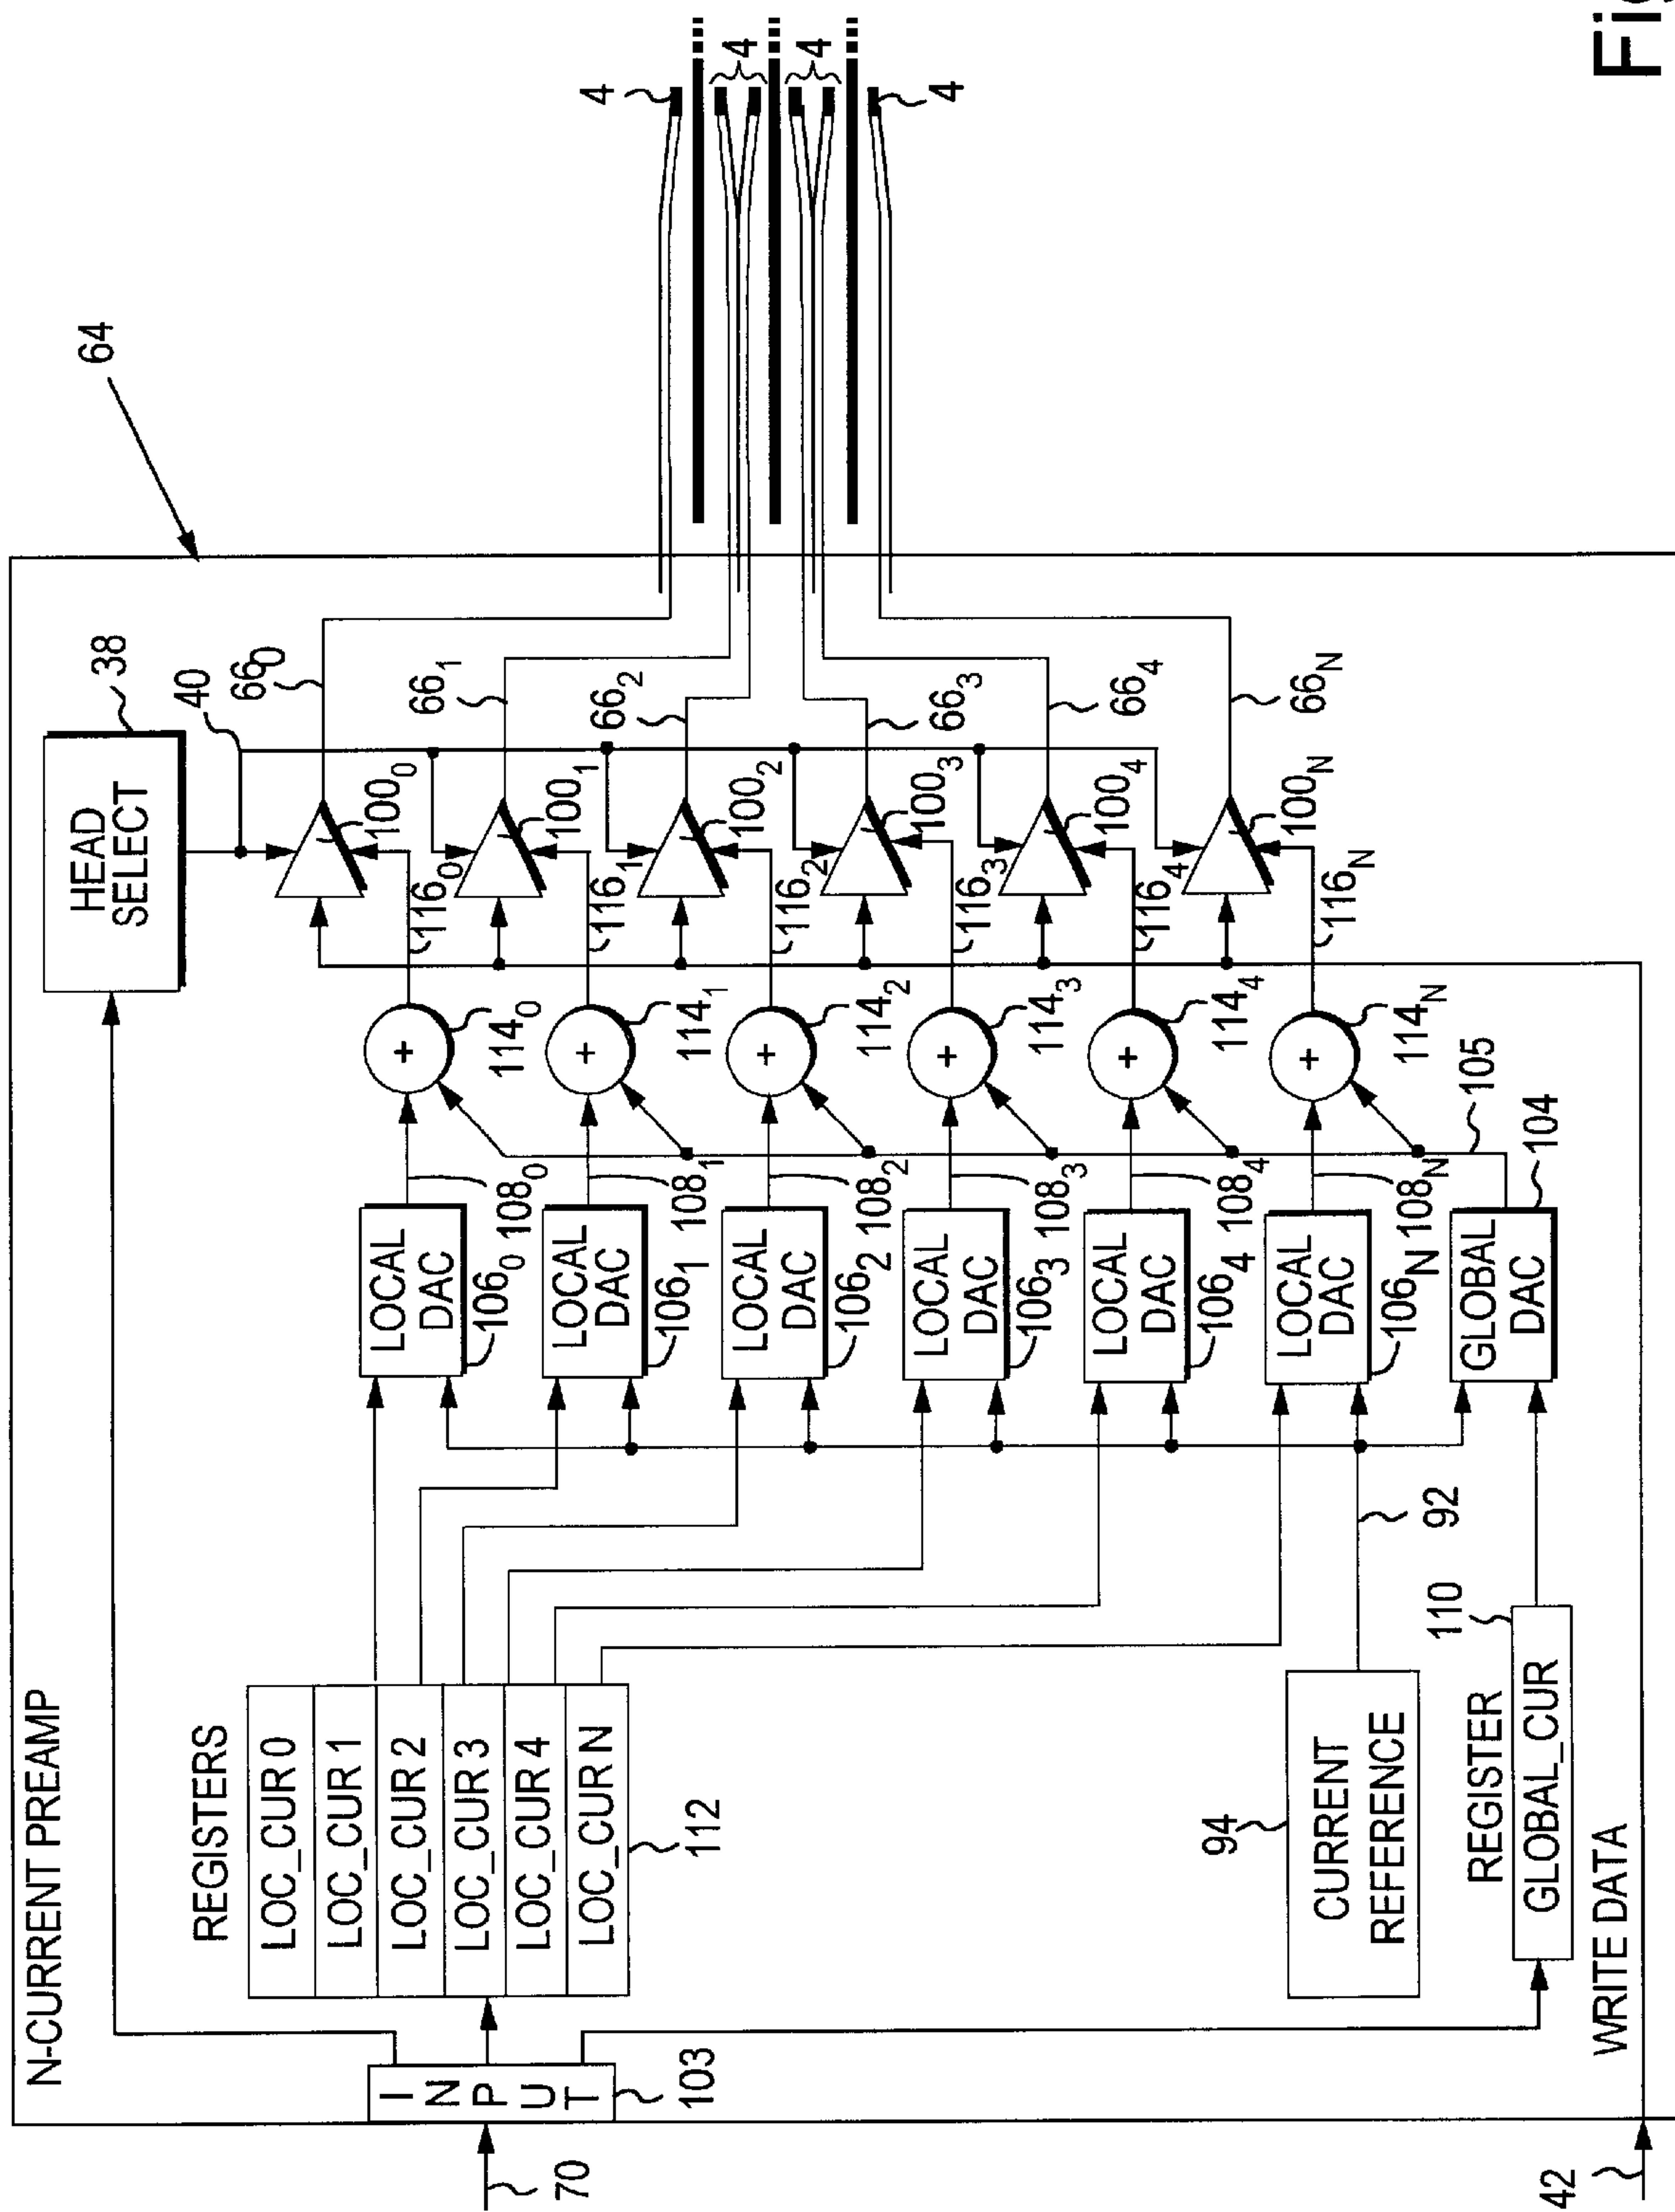 N-CURRENT PREAMP
64
HEAD
SELECT
38
40
REGISTERS
LOC_CUR 0
LOC_CUR 1
LOC_CUR 2
LOC_CUR 3
LOC_CUR 4
LOC_CUR N
112
INPUT
103
70
LOCAL
DAC
106₀
108₀
+
114₀
116₀
100₀
66₀
LOCAL
DAC
106₁
108₁
+
114₁
116₁
100₁
66₁
LOCAL
DAC
106₂
108₂
+
114₂
116₂
100₂
66₂
LOCAL
DAC
106₃
108₃
+
114₃
116₃
100₃
66₃
LOCAL
DAC
106₄
108₄
+
114₄
116₄
100₄
66₄
LOCAL
DAC
106N
108N
+
114N
116N
100N
66N
4
4
4
4
94
CURRENT
REFERENCE
92
REGISTER
110
GLOBAL_CUR
GLOBAL
DAC
104
105
WRITE DATA
42